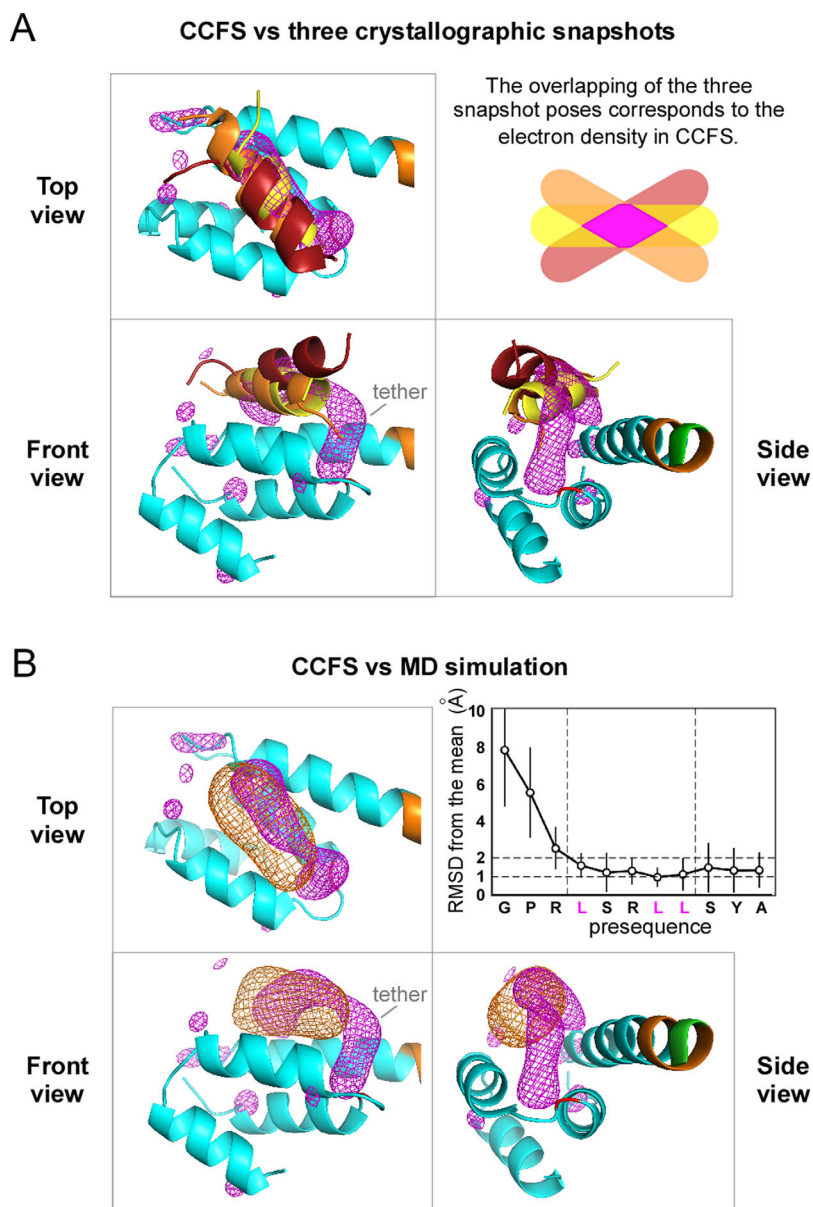 A
CCFS vs three crystallographic snapshots
The overlapping of the three
snapshot poses corresponds to the
electron density in CCFS.
Top
view
tether
Front
view
Side
view
B
CCFS vs MD simulation
Top
view
RMSD from the mean (Å)
10
8
6
4
2
1
0
G P R L S R L L S Y A
presequence
tether
Front
view
Side
view